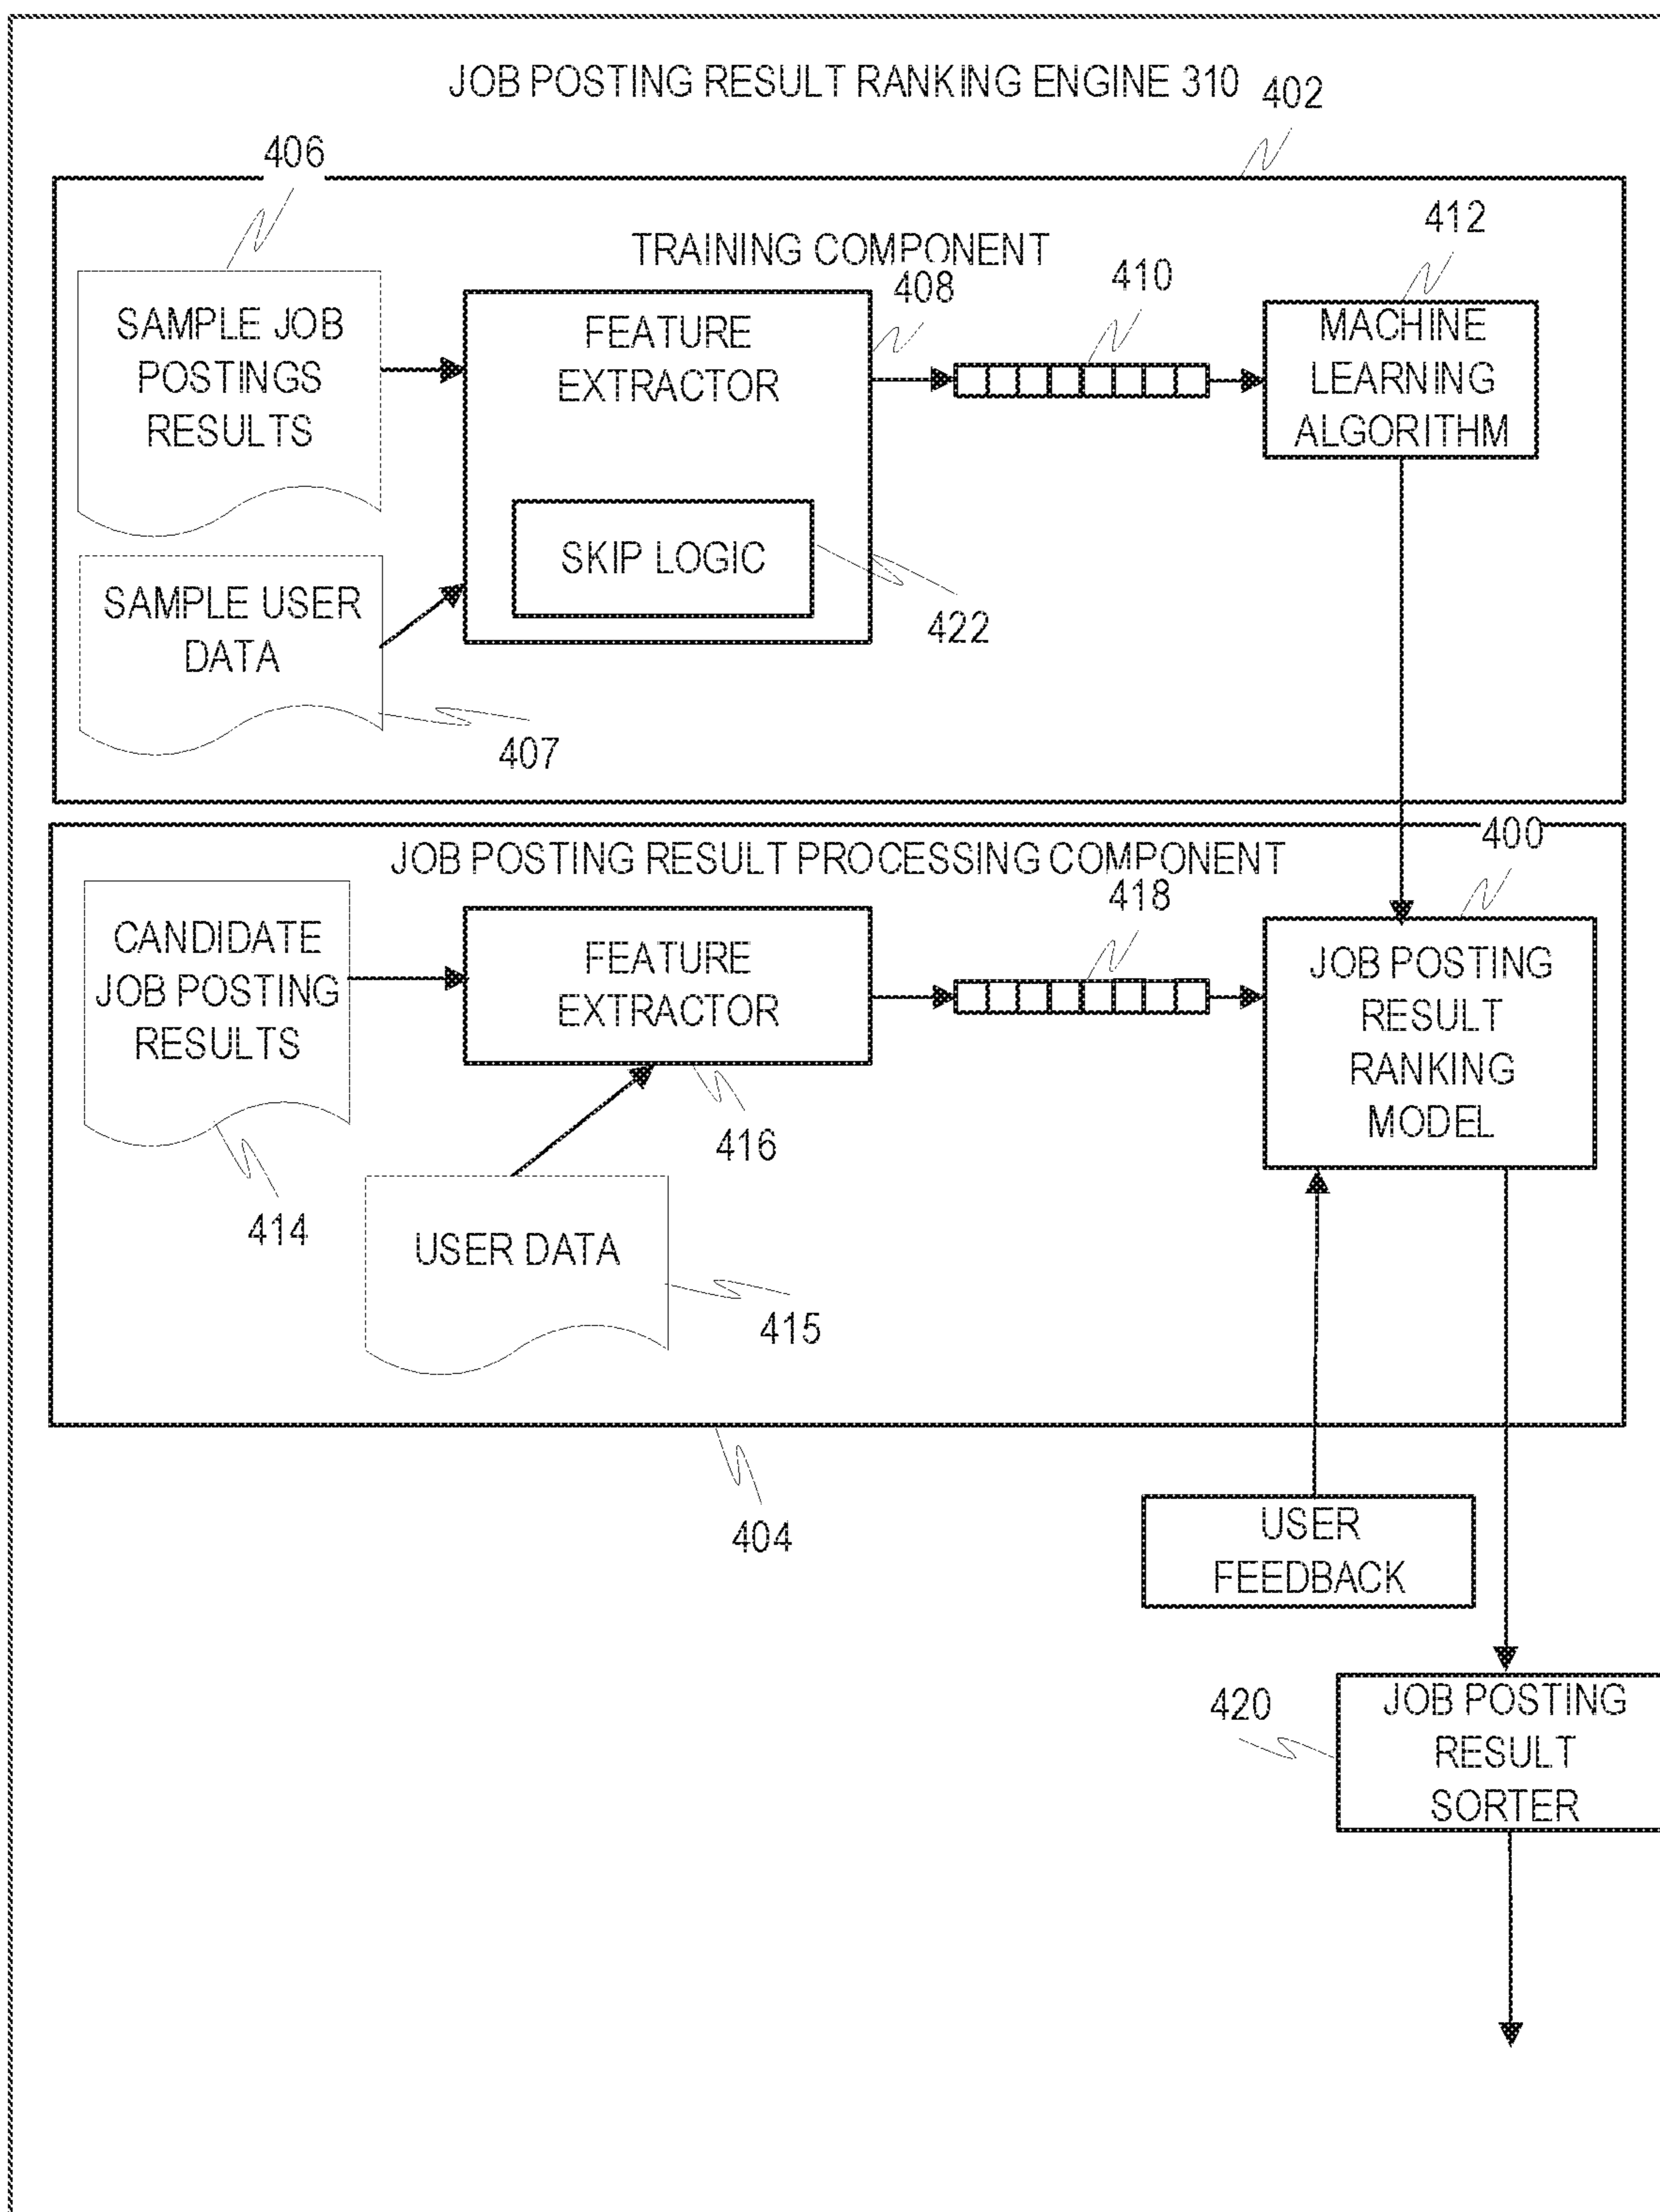 JOB POSTING RESULT RANKING ENGINE 310
402
406
TRAINING COMPONENT
412
408
410
SAMPLE JOB
POSTINGS
RESULTS
FEATURE
EXTRACTOR
MACHINE
LEARNING
ALGORITHM
SKIP LOGIC
422
SAMPLE USER
DATA
407
400
JOB POSTING RESULT PROCESSING COMPONENT
418
CANDIDATE
JOB POSTING
RESULTS
FEATURE
EXTRACTOR
JOB POSTING
RESULT
RANKING
MODEL
416
414
USER DATA
415
404
USER
FEEDBACK
420
JOB POSTING
RESULT
SORTER